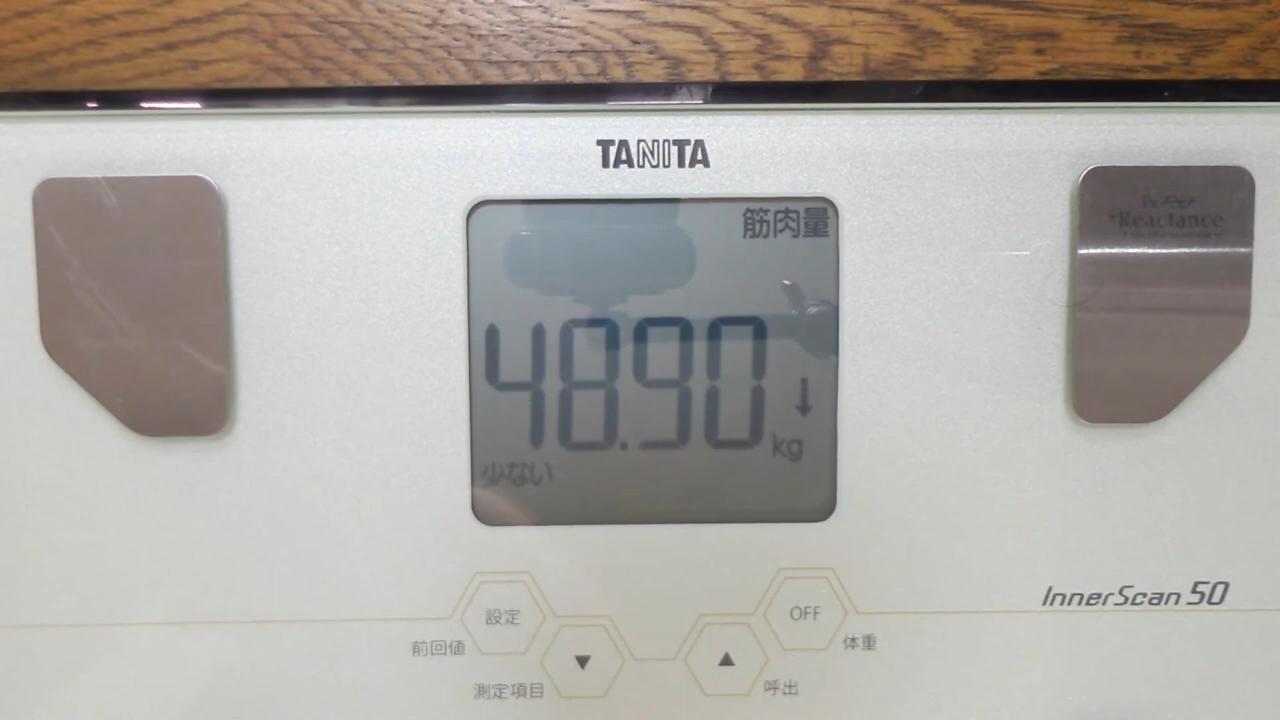 TANITA
Reactance
筋肉量
48.90
kg
少ない
InnerScan 50
設定
OFF
前回値
体重
▼
▲
測定項目
呼出